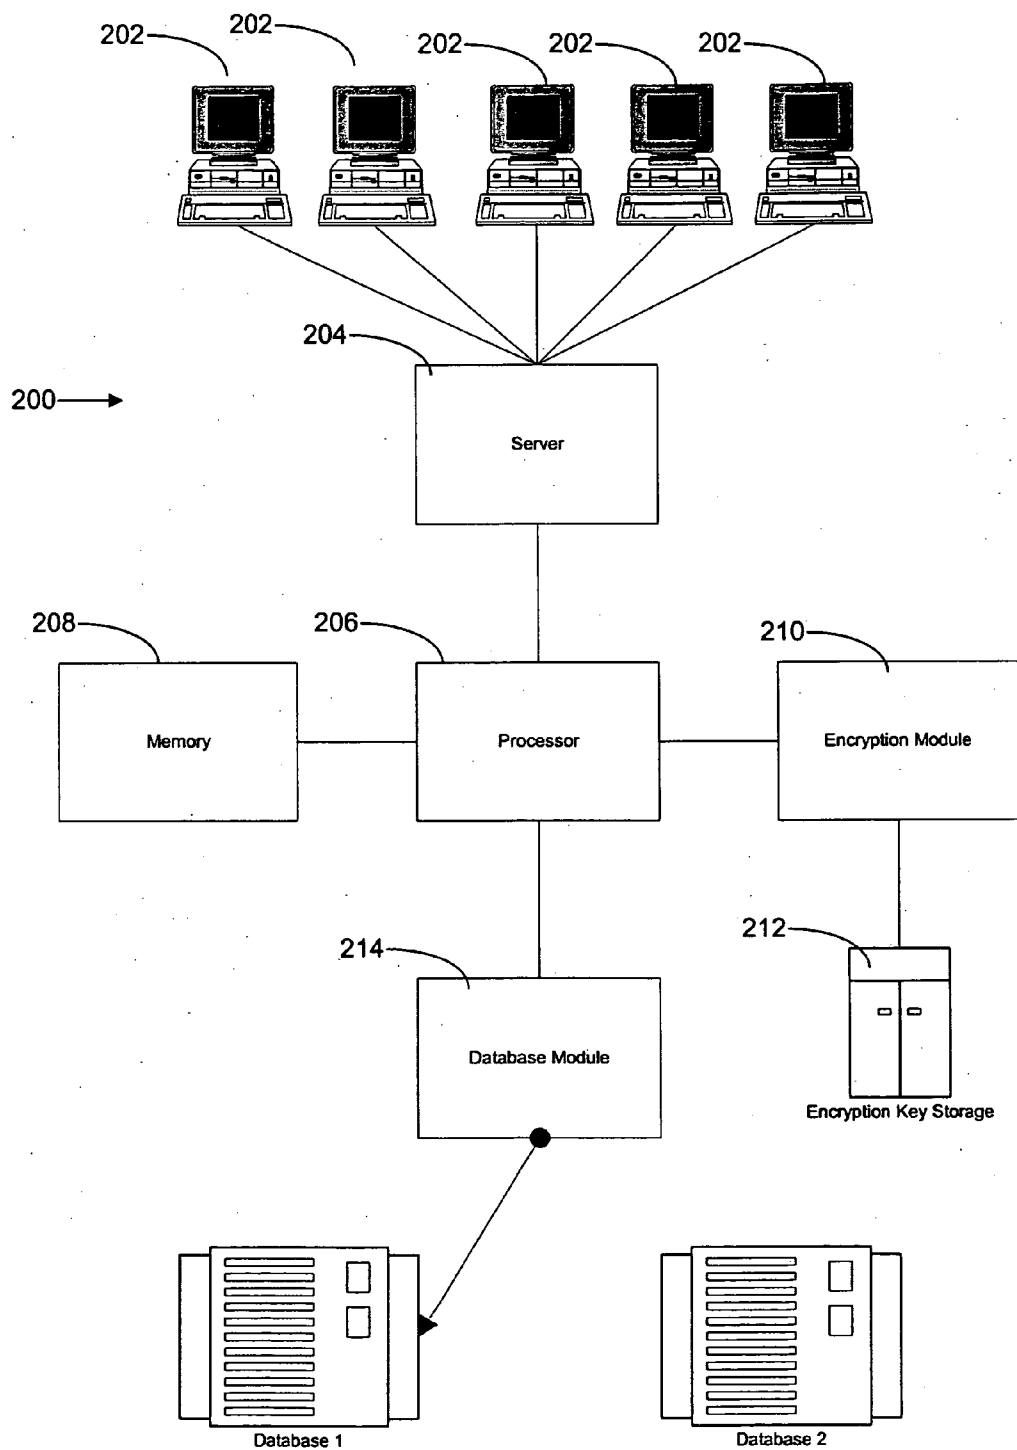 202
202
202
202
202
204
200
Server
208
206
210
Memory
Processor
Encryption Module
214
212
Database Module
Encryption Key Storage
Database 1
Database 2